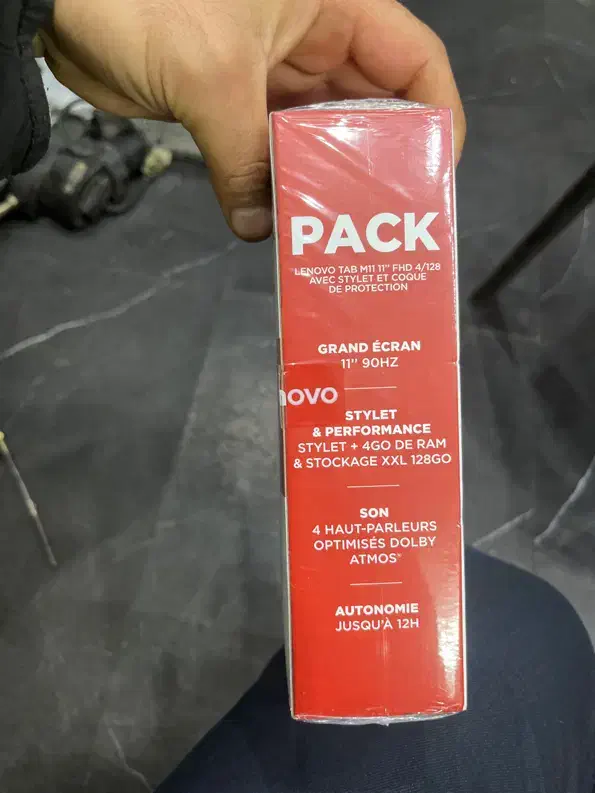 PACK
LENOVO TAB M11 11'' FHD 4/128
AVEC STYLET ET COQUE
DE PROTECTION
GRAND ÉCRAN
11'' 90HZ
novo
STYLET
& PERFORMANCE
STYLET + 4GO DE RAM
& STOCKAGE XXL 128GO
SON
4 HAUT-PARLEURS
OPTIMISÉS DOLBY
ATMOS™
AUTONOMIE
JUSQU'À 12H